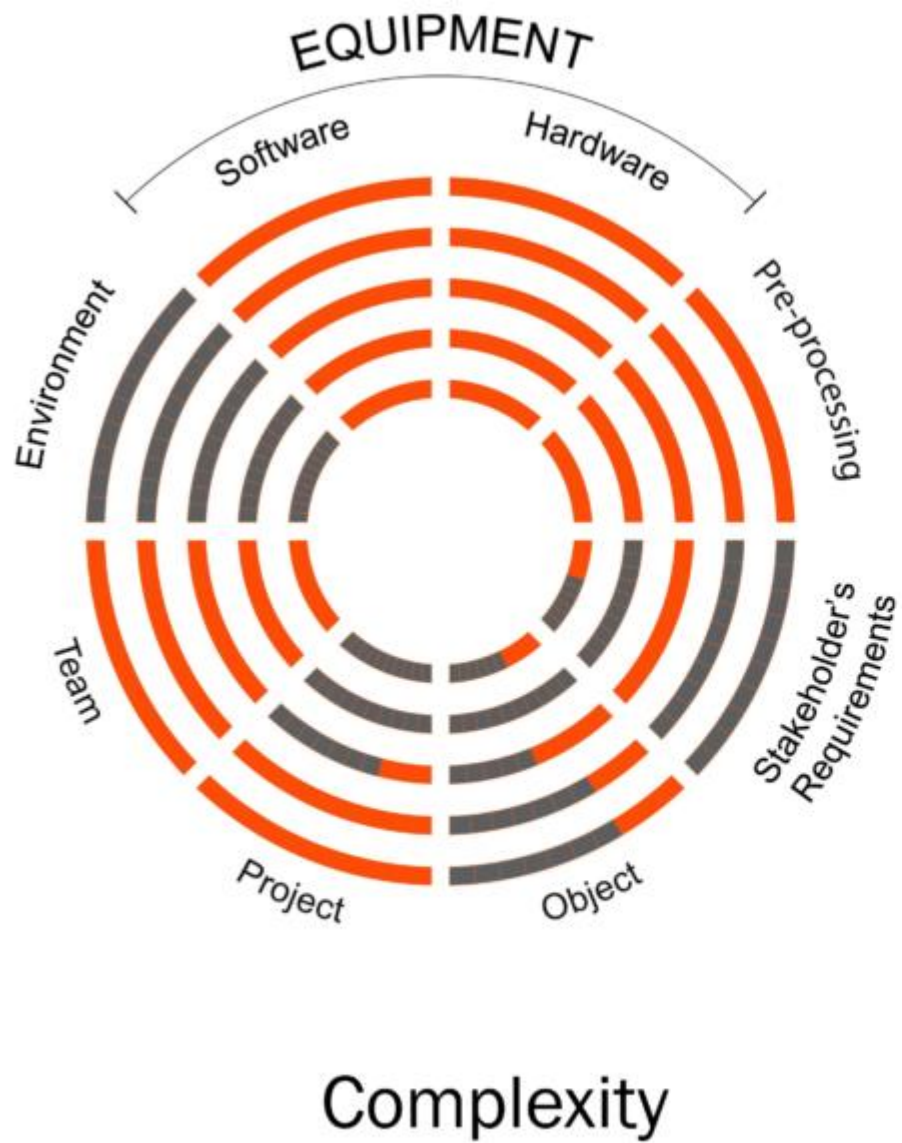 EQUIPMENT
Software
Hardware
Environment
Pre-processing
Team
Stakeholder's
Requirements
Project
Object
Complexity